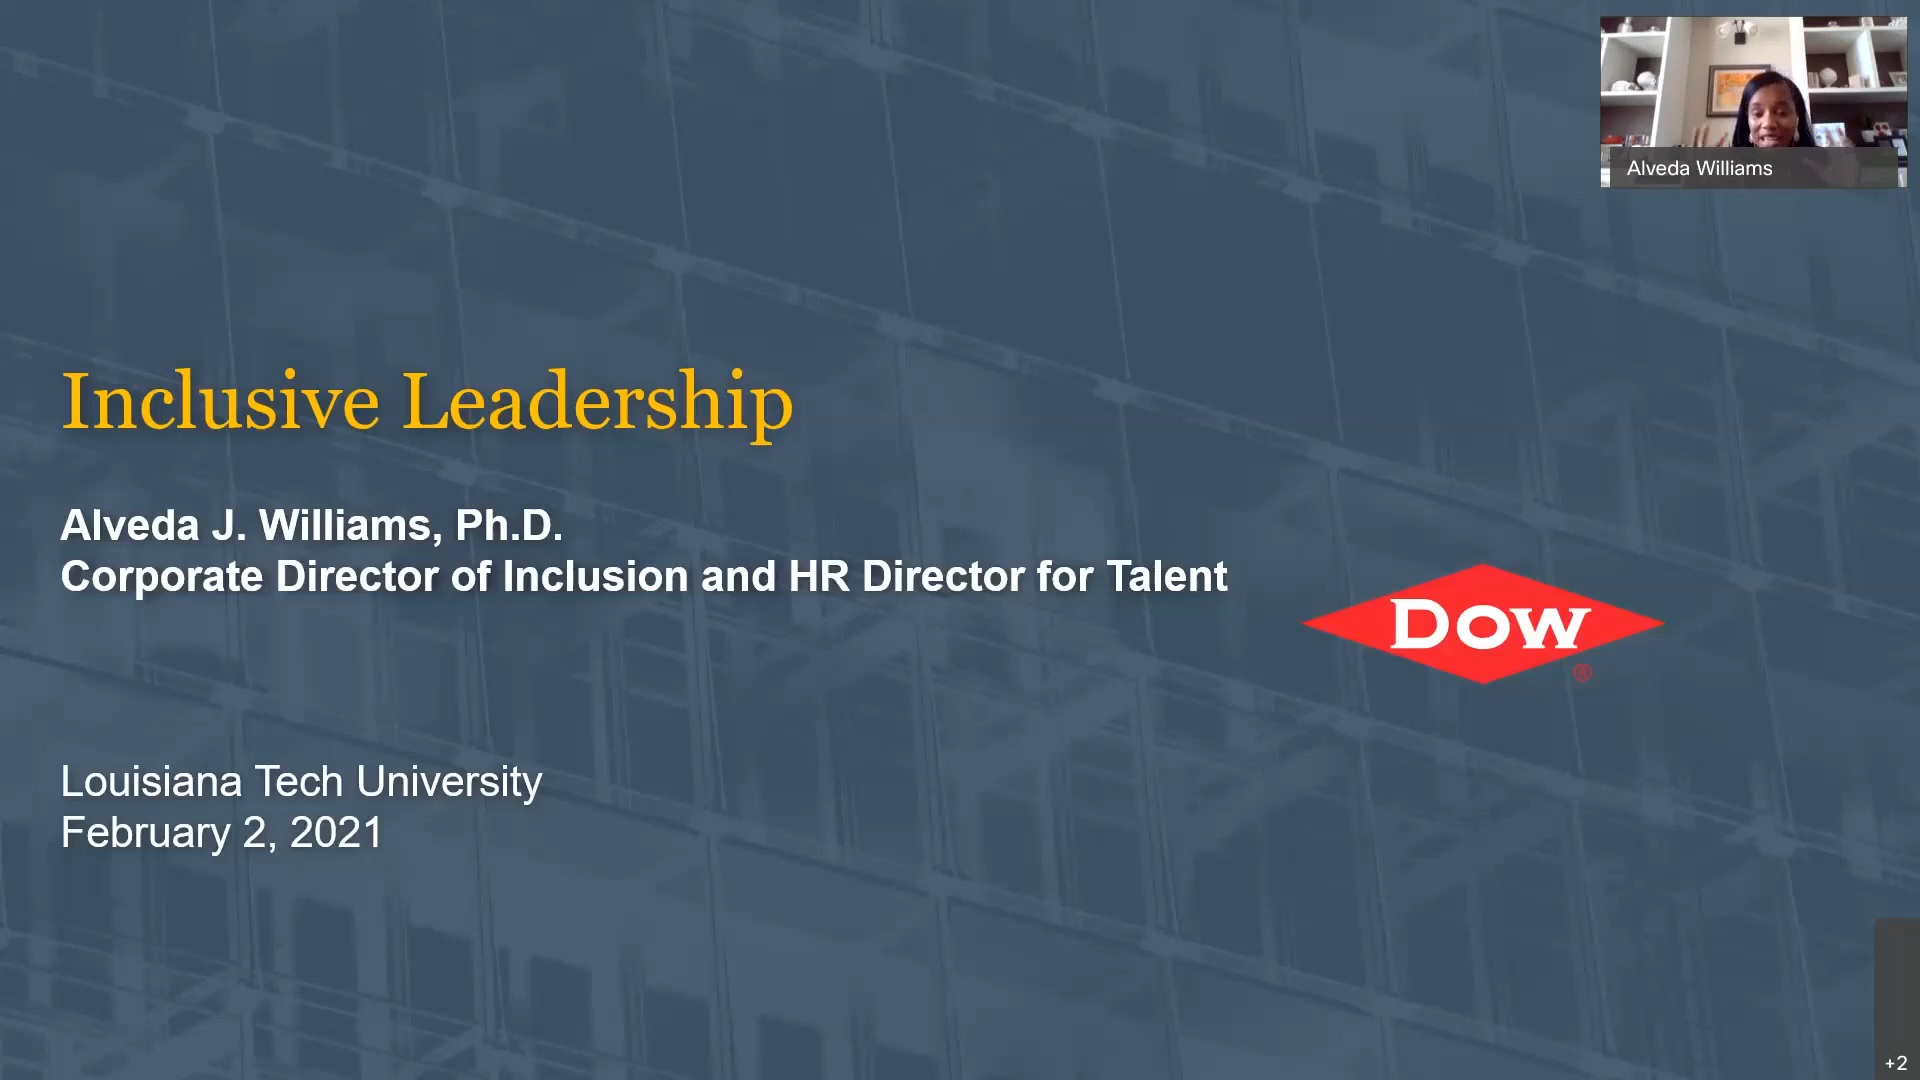 Alveda Williams
Inclusive Leadership
Alveda J. Williams, Ph.D.
Corporate Director of Inclusion and HR Director for Talent
DOW
®
Louisiana Tech University
February 2, 2021
+2